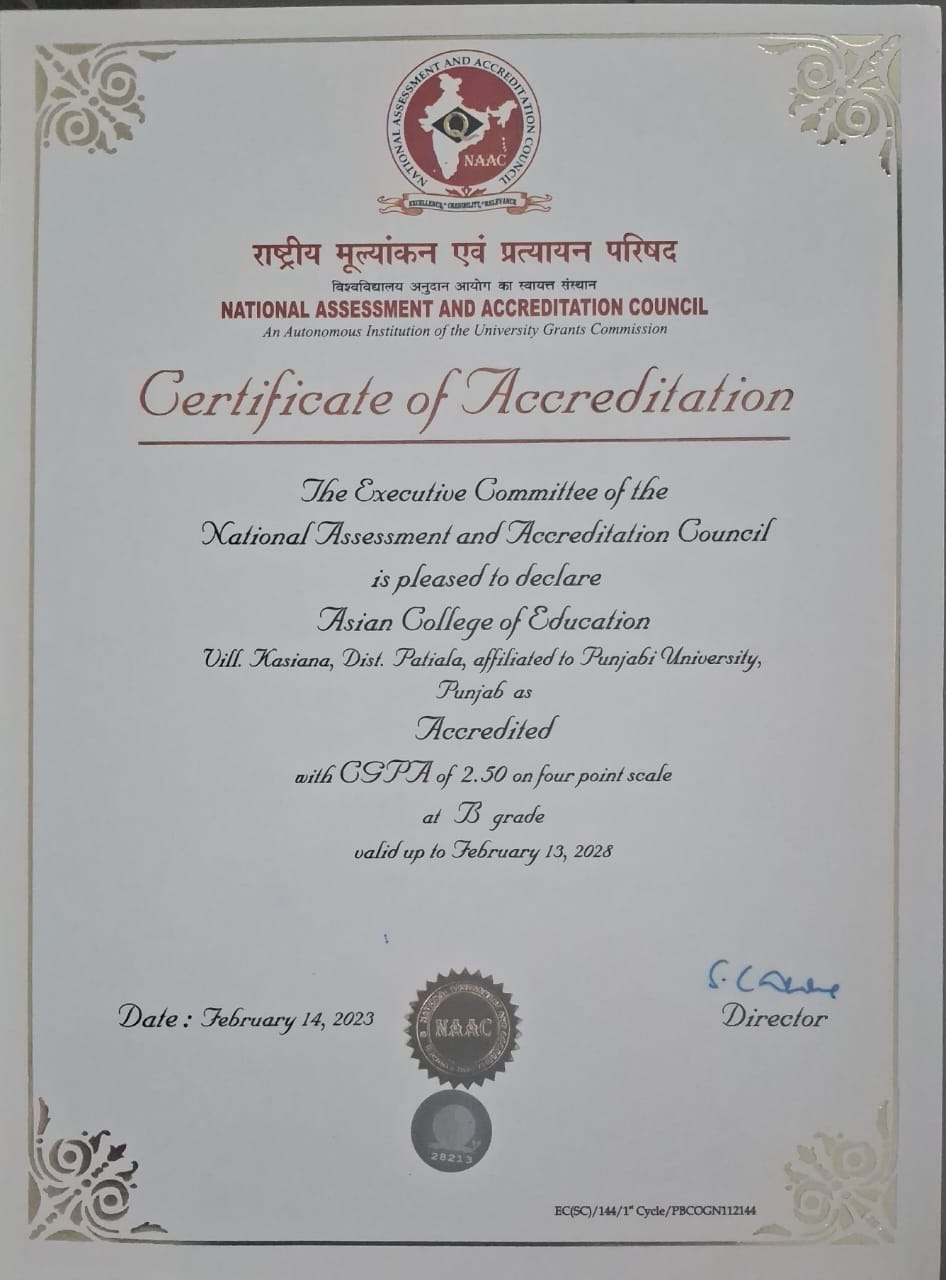 NATIONAL ASSESSMENT AND ACCREDITATION COUNCIL
Q
NAAC
EXCELLENCE * CREDIBILITY * RELEVANCE
राष्ट्रीय मूल्यांकन एवं प्रत्यायन परिषद
विश्वविद्यालय अनुदान आयोग का स्वायत्त संस्थान
NATIONAL ASSESSMENT AND ACCREDITATION COUNCIL
An Autonomous Institution of the University Grants Commission
Certificate of Accreditation
The Executive Committee of the
National Assessment and Accreditation Council
is pleased to declare
Asian College of Education
Vill. Kasiana, Dist. Patiala, affiliated to Punjabi University,
Punjab as
Accredited
with CGPA of 2.50 on four point scale
at B grade
valid up to February 13, 2028
Date : February 14, 2023
NAAC
Director
28213
EC(SC)/144/1st Cycle/PBCOGN112144